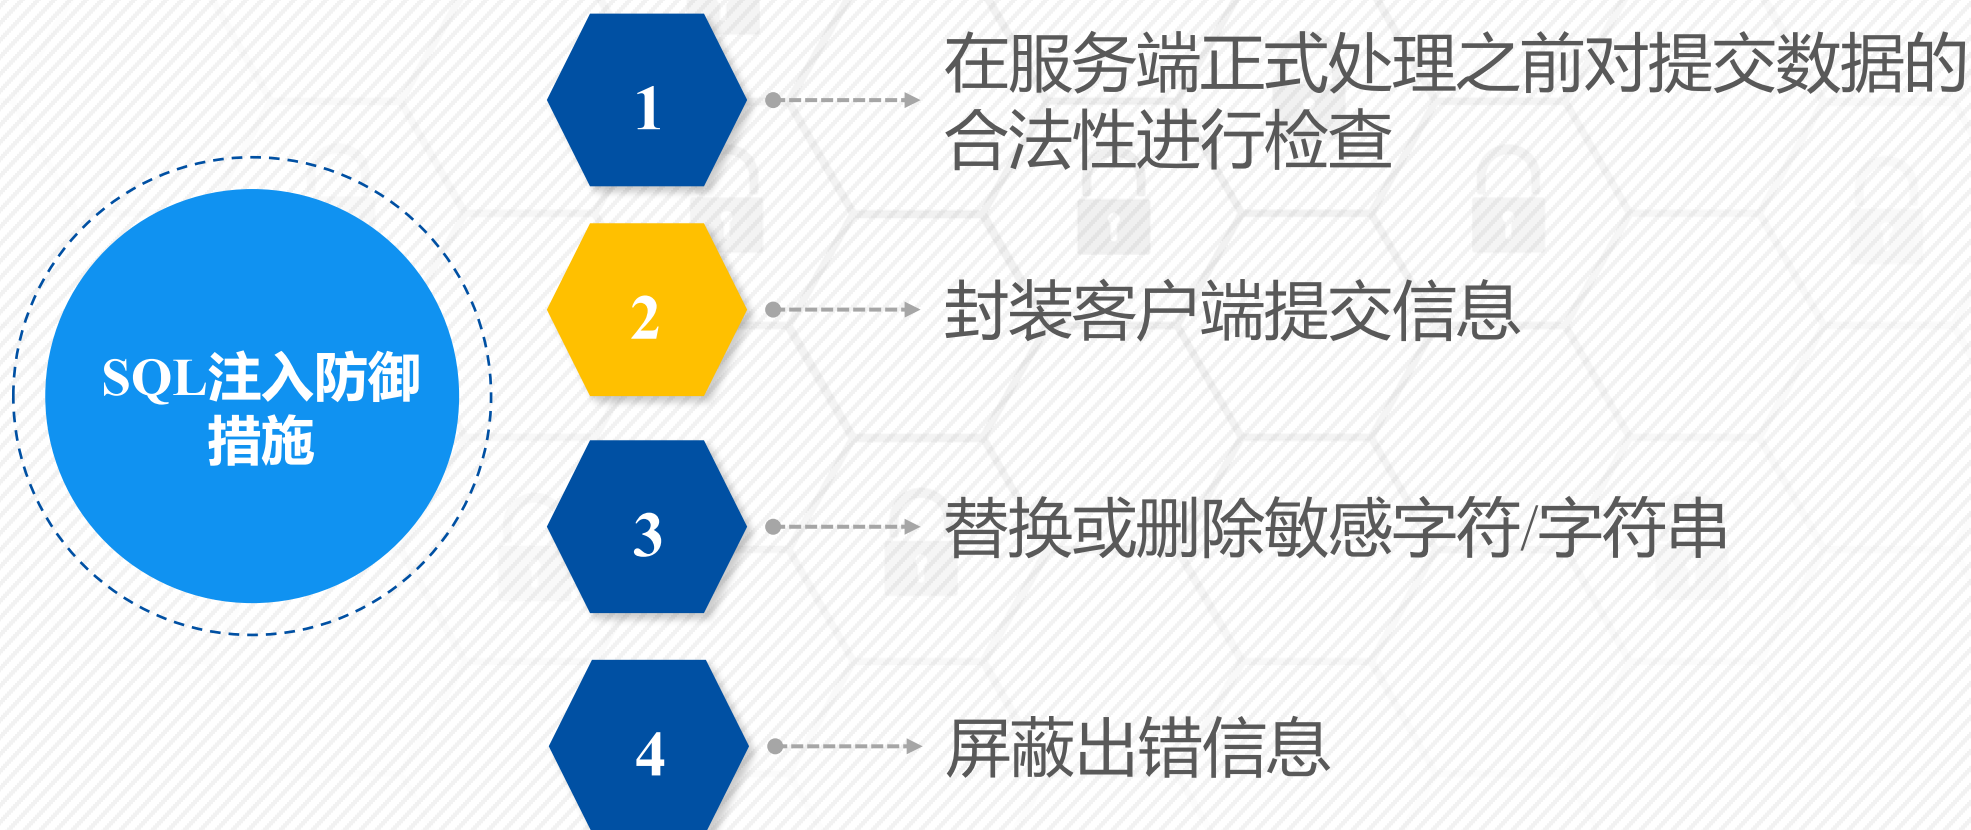 SQL注入防御
措施
1
在服务端正式处理之前对提交数据的
合法性进行检查
2
封装客户端提交信息
3
替换或删除敏感字符/字符串
4
屏蔽出错信息